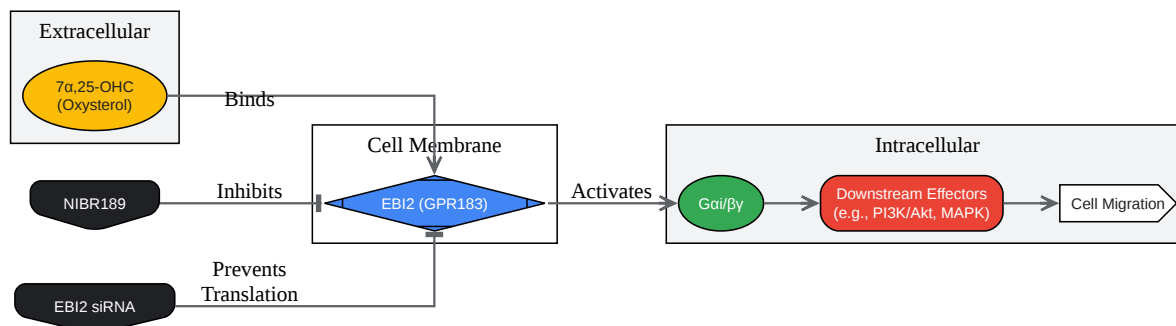 Extracellular
7α,25-OHC
(Oxysterol)
Binds
Cell Membrane
Intracellular
NIBR189
Inhibits
EBI2 (GPR183)
Activates
Gαi/βγ
Downstream Effectors
(e.g., PI3K/Akt, MAPK)
Cell Migration
Prevents
Translation
EBI2 siRNA